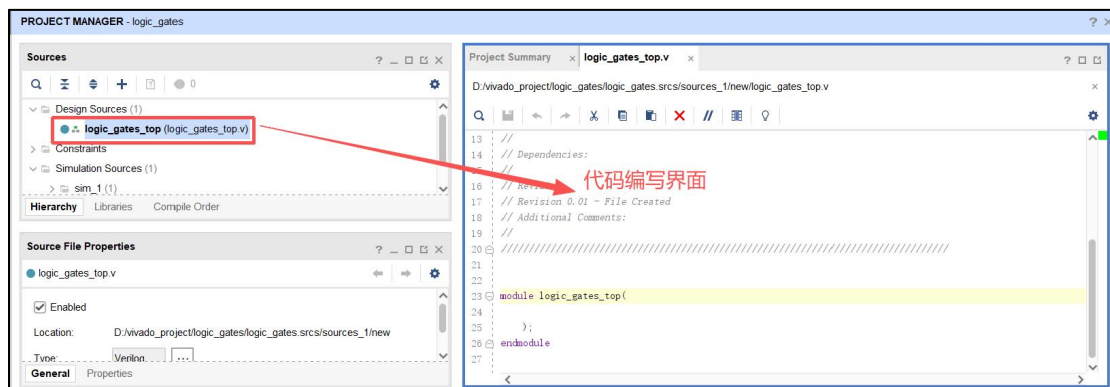 PROJECT MANAGER - logic_gates
Sources
0
Design Sources (1)
logic_gates_top (logic_gates_top.v)
Constraints
Simulation Sources (1)
sim_1 (1)
Hierarchy Libraries Compile Order
Source File Properties
logic_gates_top.v
Enabled
Location: D:/vivado_project/logic_gates/logic_gates.srcs/sources_1/new
Type: Verilog ...
General Properties
Project Summary logic_gates_top.v
D:/vivado_project/logic_gates/logic_gates.srcs/sources_1/new/logic_gates_top.v
13 //
14 // Dependencies:
//
16 //
代码编写界面
17 // Revision 0.01 - File Created
18 // Additional Comments:
19 //
20 //////////////////////////////////////////////////////////////////////////////////
21
22
23 module logic_gates_top(
24
25 );
26 endmodule
27